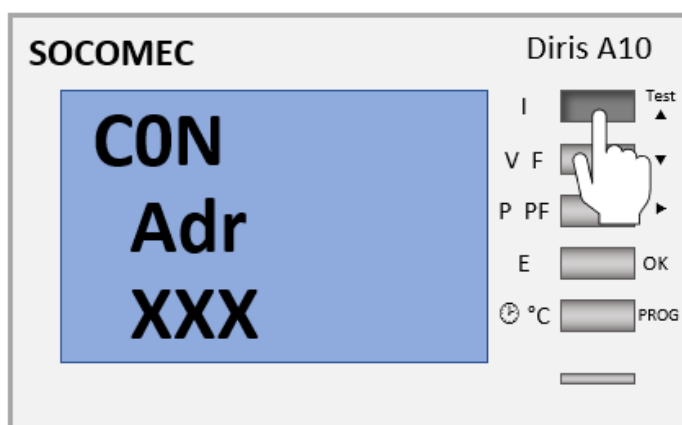 SOCOMEC
Diris A10
C0N
Adr
XXX
I Test ▲
V F ▼
P PF ►
E OK
°C PROG